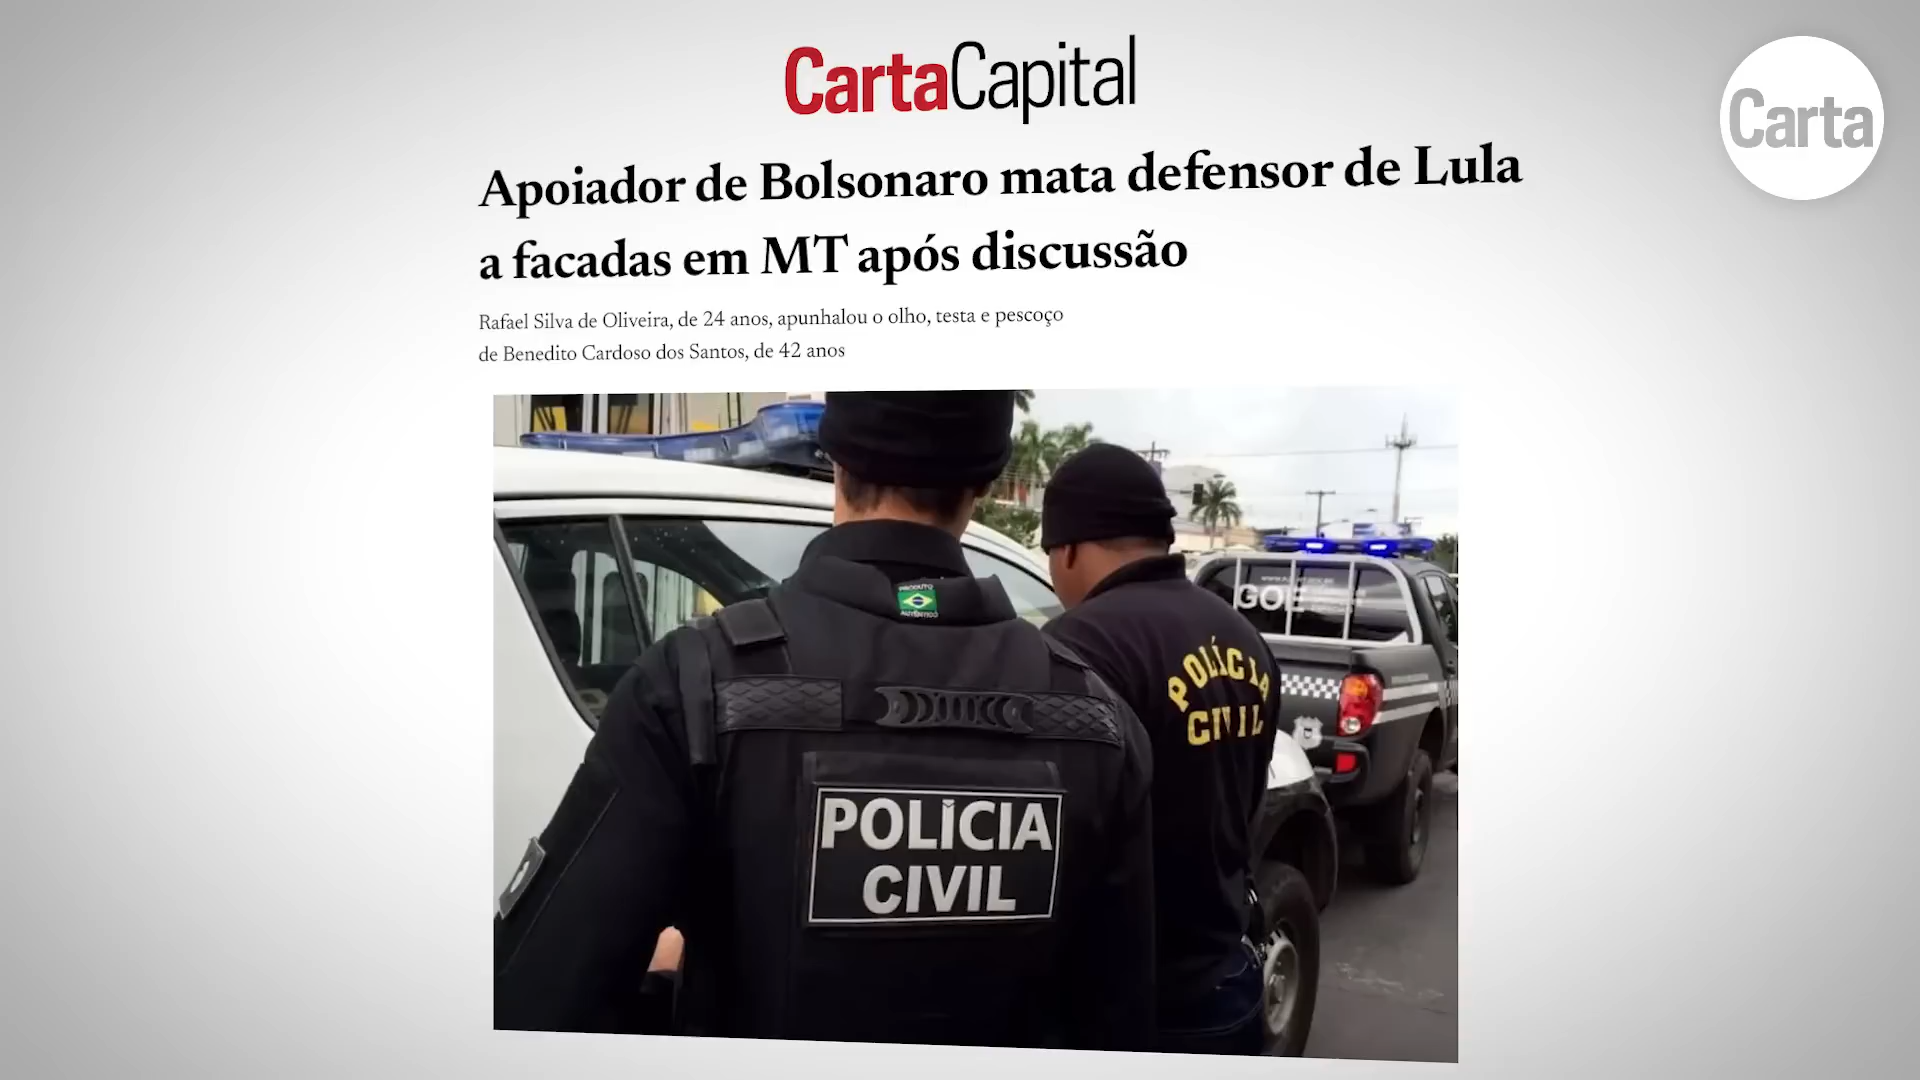 CartaCapital
Carta
Apoiador de Bolsonaro mata defensor de Lula
a facadas em MT após discussão
Rafael Silva de Oliveira, de 24 anos, apunhalou o olho, testa e pescoço
de Benedito Cardoso dos Santos, de 42 anos
PRODUTO
AUTÊNTICO
GOE
POLÍCIA
CIVIL
POLÍCIA
CIVIL